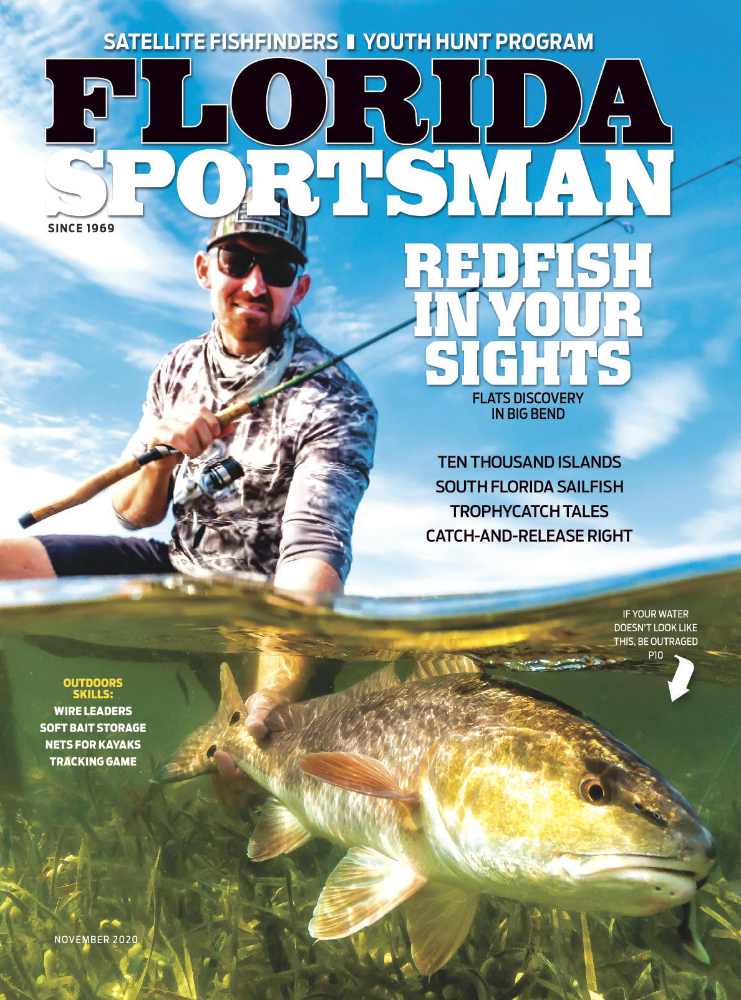 SATELLITE FISHFINDERS ▮ YOUTH HUNT PROGRAM
FLORIDA
SPORTSMAN
SINCE 1969
REDFISH
IN YOUR
SIGHTS
FLATS DISCOVERY
IN BIG BEND
TEN THOUSAND ISLANDS
SOUTH FLORIDA SAILFISH
TROPHYCATCH TALES
CATCH-AND-RELEASE RIGHT
IF YOUR WATER
DOESN'T LOOK LIKE
THIS, BE OUTRAGED
P10
OUTDOORS
SKILLS:
WIRE LEADERS
SOFT BAIT STORAGE
NETS FOR KAYAKS
TRACKING GAME
NOVEMBER 2020